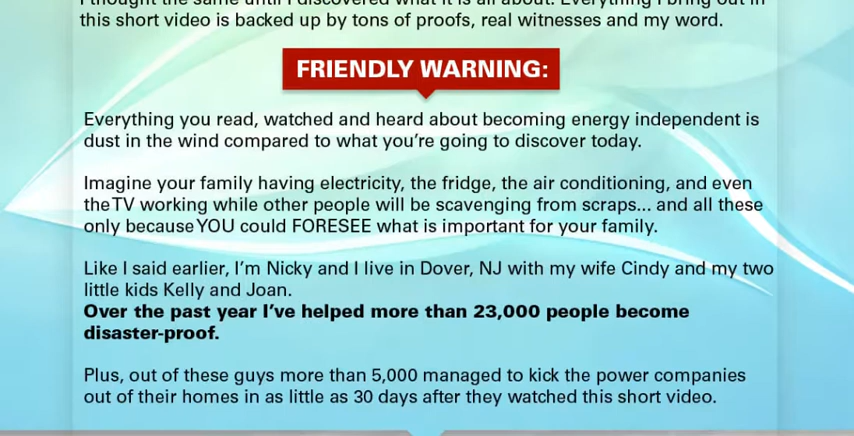 I thought the same until I discovered what it is all about. Everything I bring out in
this short video is backed up by tons of proofs, real witnesses and my word.
FRIENDLY WARNING:
Everything you read, watched and heard about becoming energy independent is
dust in the wind compared to what you're going to discover today.
Imagine your family having electricity, the fridge, the air conditioning, and even
the TV working while other people will be scavenging from scraps... and all these
only because YOU could FORESEE what is important for your family.
Like I said earlier, I'm Nicky and I live in Dover, NJ with my wife Cindy and my two
little kids Kelly and Joan.
Over the past year I've helped more than 23,000 people become
disaster-proof.
Plus, out of these guys more than 5,000 managed to kick the power companies
out of their homes in as little as 30 days after they watched this short video.